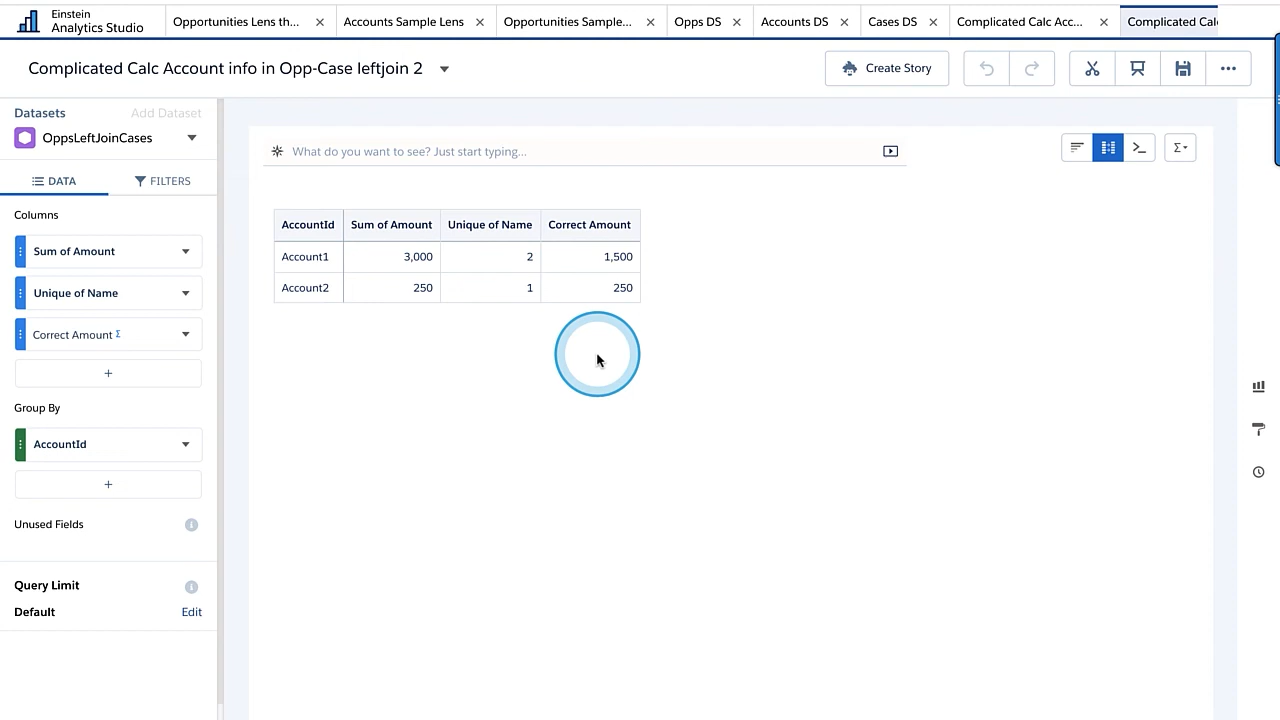 Einstein
Analytics Studio
Opportunities Lens th...
Accounts Sample Lens
Opportunities Sample...
Opps DS
Accounts DS
Cases DS
Complicated Calc Acc...
Complicated Cal
Complicated Calc Account info in Opp-Case leftjoin 2
Create Story
Datasets
Add Dataset
OppsLeftJoinCases
DATA
FILTERS
Columns
Sum of Amount
Unique of Name
Correct Amount Σ
+
Group By
AccountId
+
Unused Fields
Query Limit
Default
Edit
What do you want to see? Just start typing...
Σ
AccountId Sum of Amount Unique of Name Correct Amount
Account1 3,000 2 1,500
Account2 250 1 250